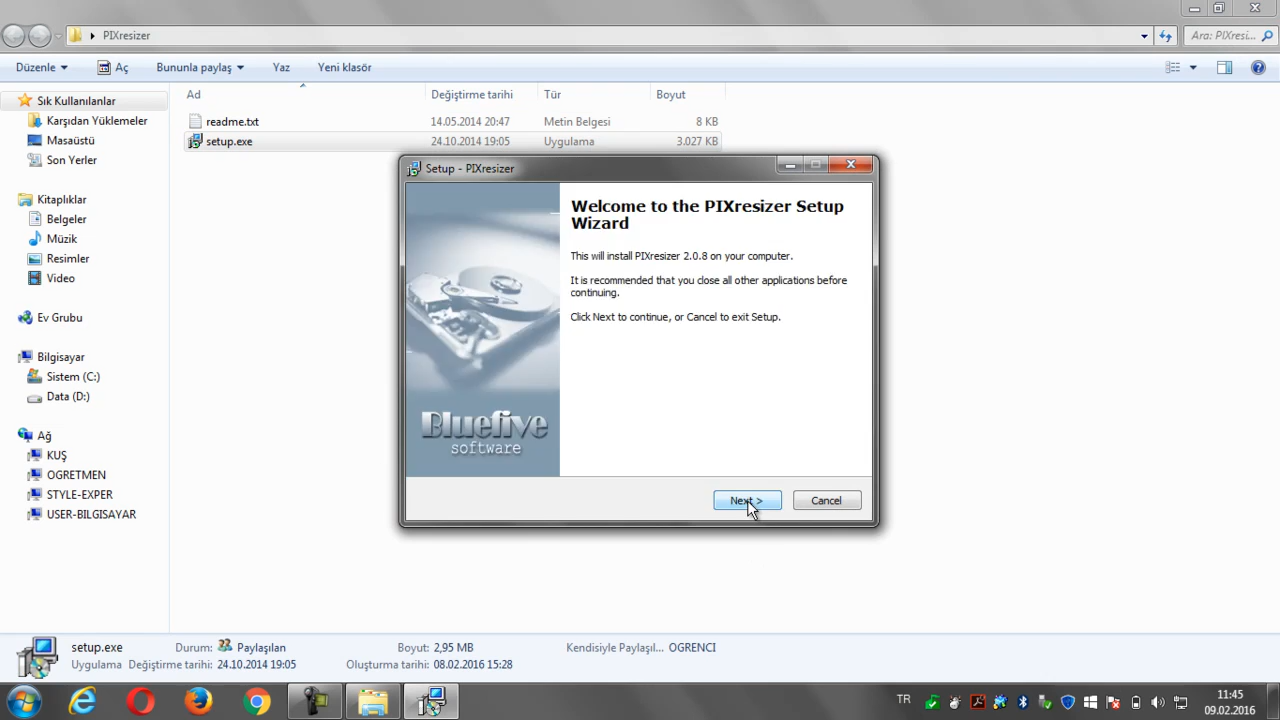 PIXresizer
Ara: PIXresi...
Düzenle
Aç
Bununla paylaş
Yaz
Yeni klasör
Sık Kullanılanlar
Karşıdan Yüklemeler
Masaüstü
Son Yerler
Kitaplıklar
Belgeler
Müzik
Resimler
Video
Ev Grubu
Bilgisayar
Sistem (C:)
Data (D:)
Ağ
KUŞ
OGRETMEN
STYLE-EXPER
USER-BILGISAYAR
Ad Değiştirme tarihi Tür Boyut
readme.txt 14.05.2014 20:47 Metin Belgesi 8 KB
setup.exe 24.10.2014 19:05 Uygulama 3.027 KB
Setup - PIXresizer
Welcome to the PIXresizer Setup
Wizard
This will install PIXresizer 2.0.8 on your computer.
It is recommended that you close all other applications before
continuing.
Click Next to continue, or Cancel to exit Setup.
Bluefive
software
Next >
Cancel
setup.exe Durum: Paylaşılan Boyut: 2,95 MB Kendisiyle Paylaşıl... OGRENCI
Uygulama Değiştirme tarihi: 24.10.2014 19:05 Oluşturma tarihi: 08.02.2016 15:28
TR
11:45
09.02.2016